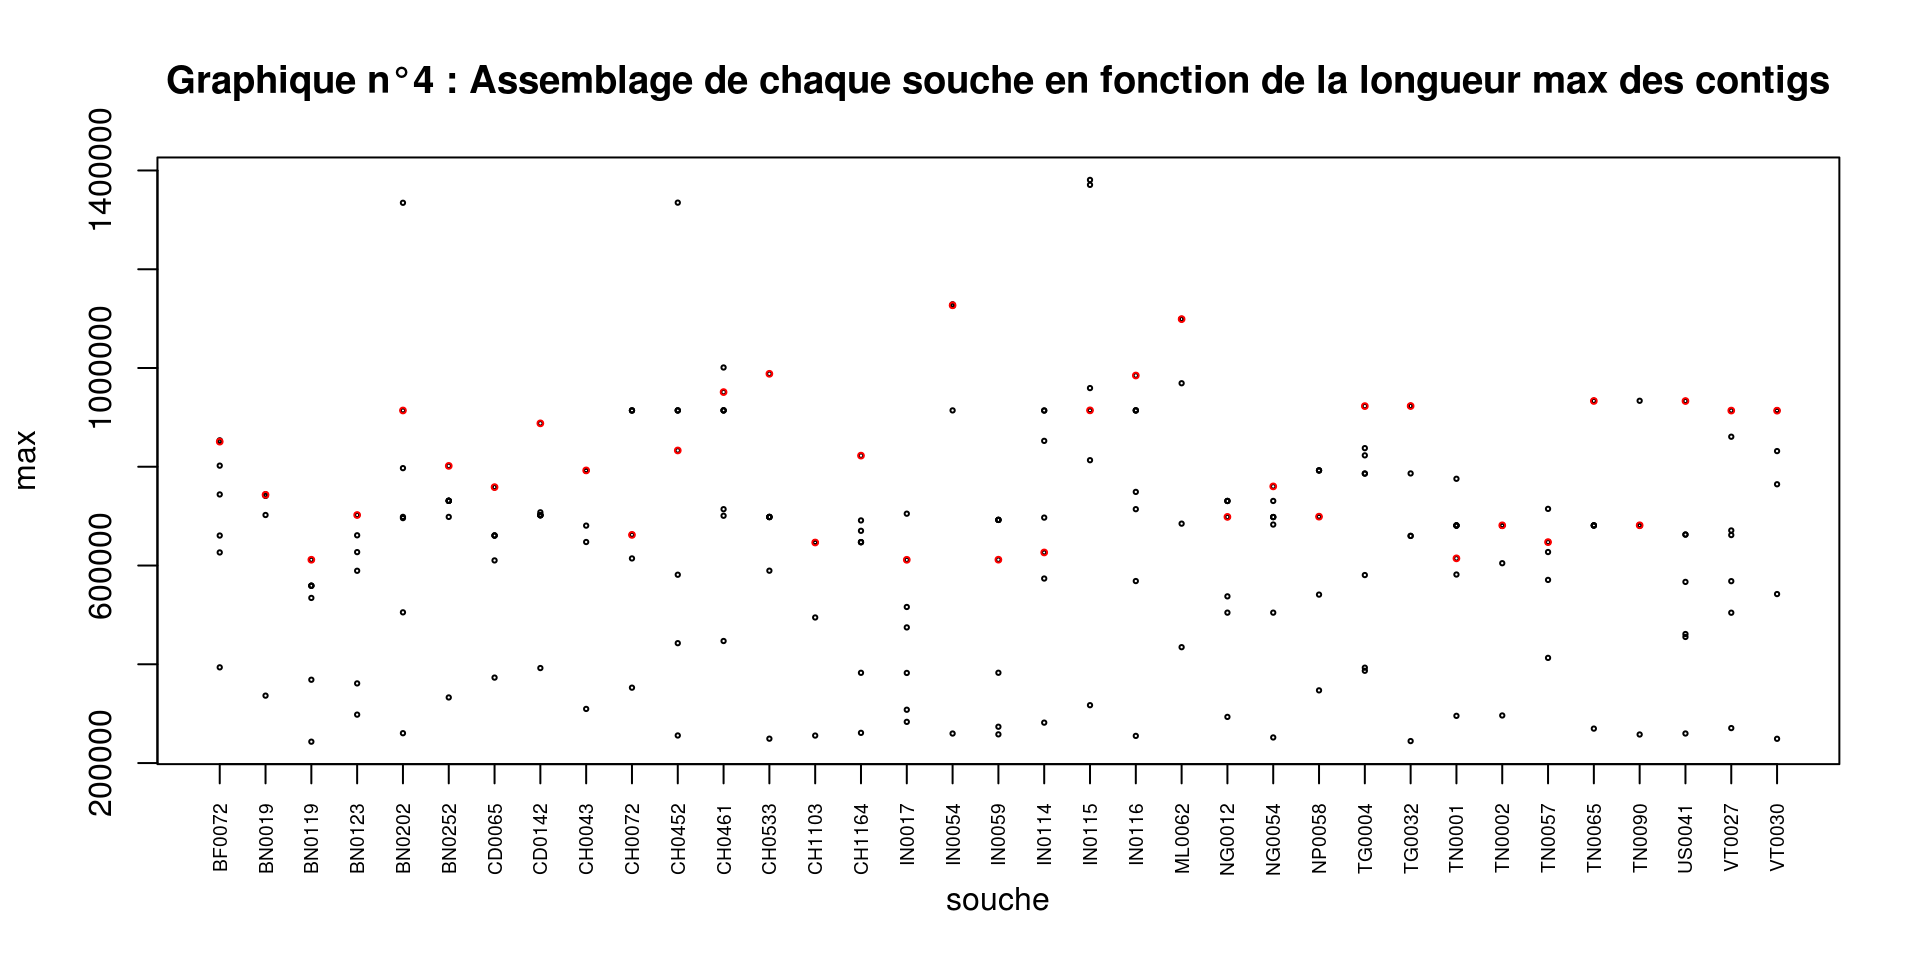 Graphique n°4 : Assemblage de chaque souche en fonction de la longueur max des contigs
max
1400000
1000000
600000
200000
BF0072
BN0019
BN0119
BN0123
BN0202
BN0252
CD0065
CD0142
CH0043
CH0072
CH0452
CH0461
CH0533
CH1103
CH1164
IN0017
IN0054
IN0059
IN0114
IN0115
IN0116
ML0062
NG0012
NG0054
NP0058
TG0004
TG0032
TN0001
TN0002
TN0057
TN0065
TN0090
US0041
VT0027
VT0030
souche